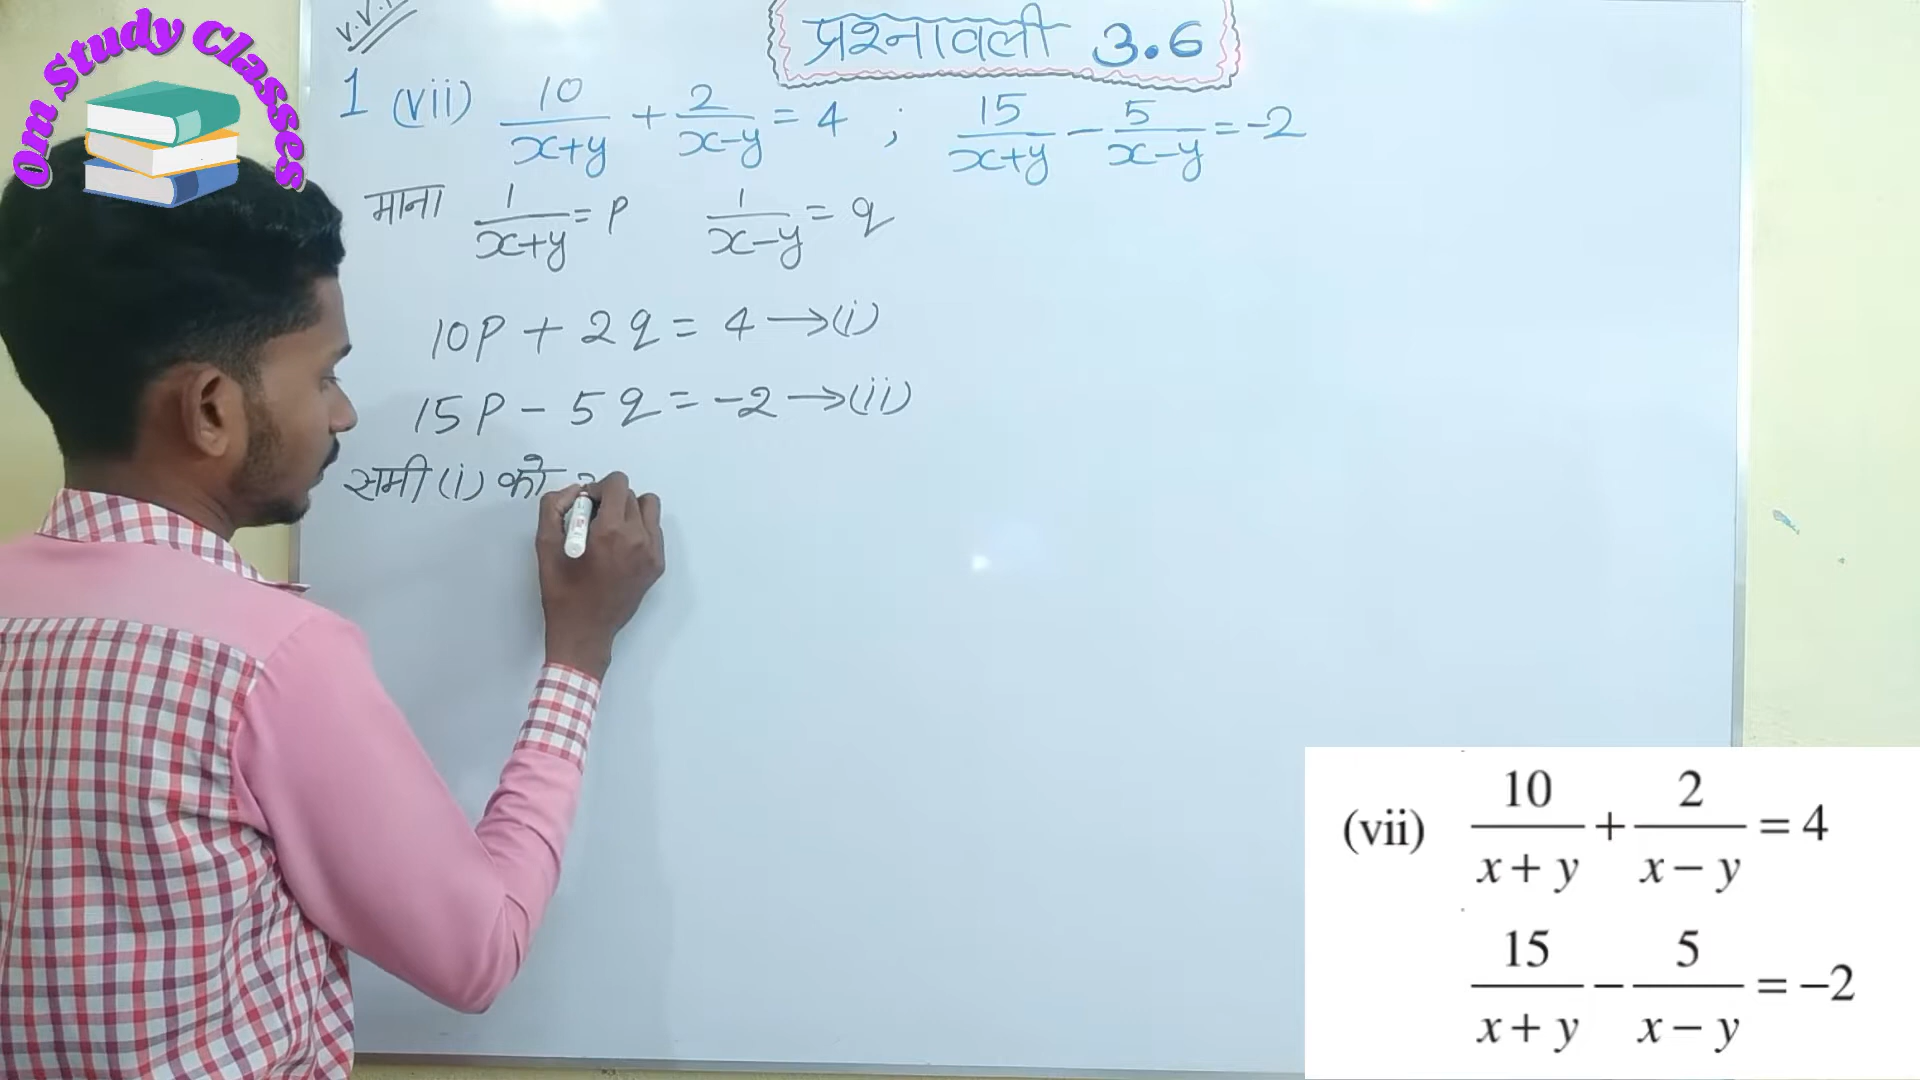 Om Study Classes
प्रश्नावली 3.6
1 (vii) 10/(x+y) + 2/(x-y) = 4 ; 15/(x+y) - 5/(x-y) = -2
माना 1/(x+y) = p 1/(x-y) = q
10p + 2q = 4 → (i)
15p - 5q = -2 → (ii)
समी (i) को
(vii) 10/(x + y) + 2/(x - y) = 4
15/(x + y) - 5/(x - y) = -2